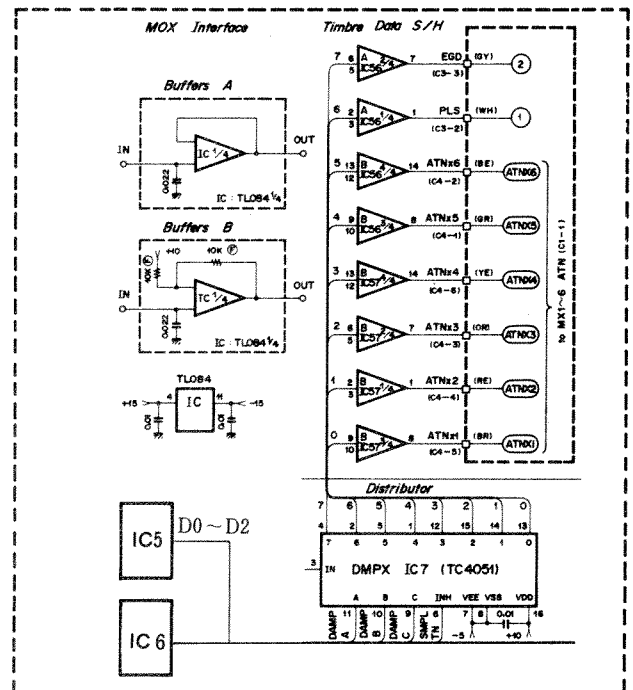 MOX Interface
Timbre Data S/H
Buffers A
IN
OUT
IC 1/4
0.022
IC : TL084 1/4
Buffers B
+10
10K F
10K F
IN
OUT
TC 1/4
0.022
IC : TL084 1/4
TL084
+15
4
IC
11
-15
0.01
0.01
7 6 5 A IC56 2/4 7 EGD (C3-3) (GY) 2
6 2 3 A IC56 1/4 1 PLS (C3-2) (WH) 1
5 13 12 B IC56 4/4 14 ATNx6 (C4-2) (BE) ATNX6
4 9 10 B IC56 3/4 8 ATNx5 (C4-1) (GR) ATNX5
3 13 12 B IC57 4/4 14 ATNx4 (C4-6) (YE) ATNX4
2 6 5 B IC57 2/4 7 ATNx3 (C4-3) (OR) ATNX3
1 2 3 B IC57 1/4 1 ATNx2 (C4-4) (RE) ATNX2
0 9 10 B IC57 8 ATNx1 (C4-5) (BR) ATNX1
to MX1~6 ATN (C1-1)
Distributor
7 6 5 4 3 2 1 0
4 2 5 1 12 15 14 13
7 6 5 4 3 2 1 0
3 IN
DMPX IC7 (TC4051)
A B C INH VEE VSS VDD
11 10 9 6 7 8 0.01 16
DAMP A
DAMP B
DAMP C
SMPL TN
-5
+10
IC5
D0~D2
IC6